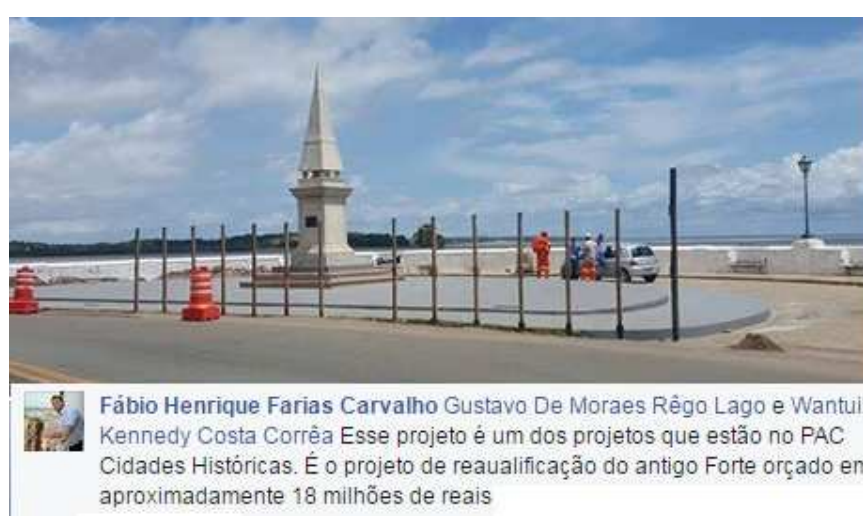 Fábio Henrique Farias Carvalho Gustavo De Moraes Rêgo Lago e Wantui
Kennedy Costa Corrêa Esse projeto é um dos projetos que estão no PAC
Cidades Históricas. É o projeto de reaualificação do antigo Forte orçado em
aproximadamente 18 milhões de reais